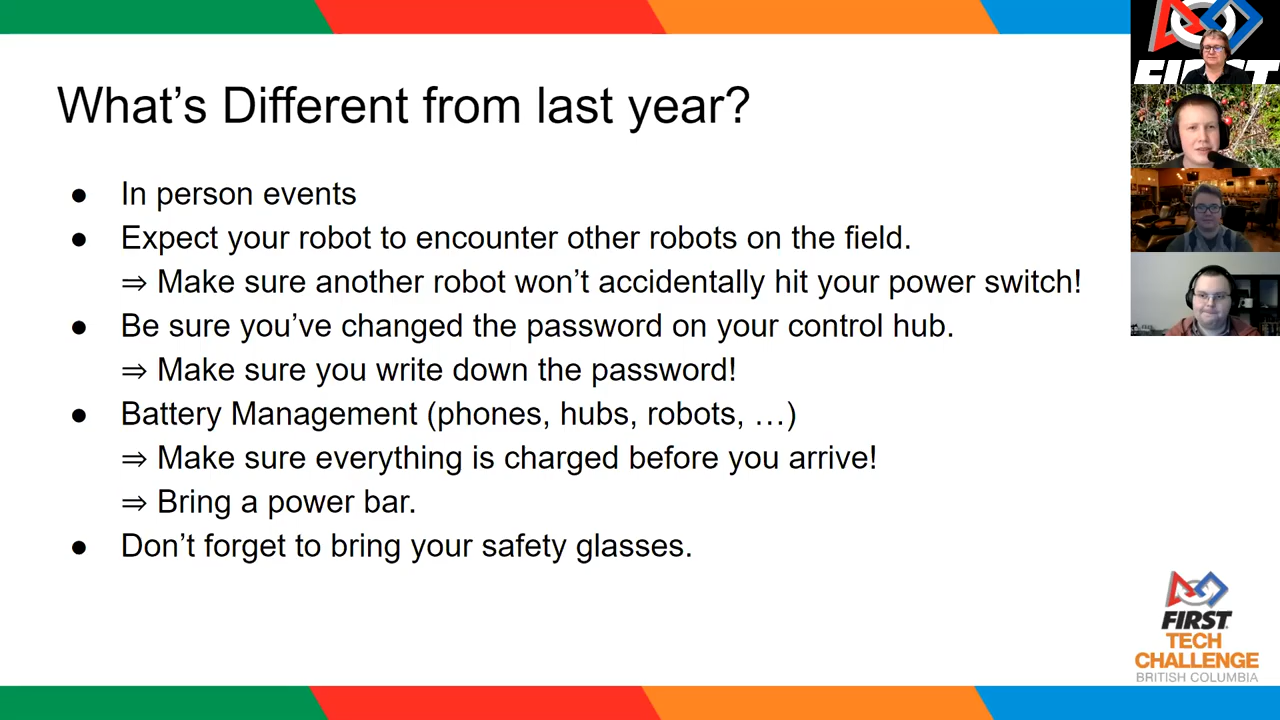 What's Different from last year?
● In person events
● Expect your robot to encounter other robots on the field.
⇒ Make sure another robot won't accidentally hit your power switch!
● Be sure you've changed the password on your control hub.
⇒ Make sure you write down the password!
● Battery Management (phones, hubs, robots, …)
⇒ Make sure everything is charged before you arrive!
⇒ Bring a power bar.
● Don't forget to bring your safety glasses.
FIRST
FIRST
TECH
CHALLENGE
BRITISH COLUMBIA